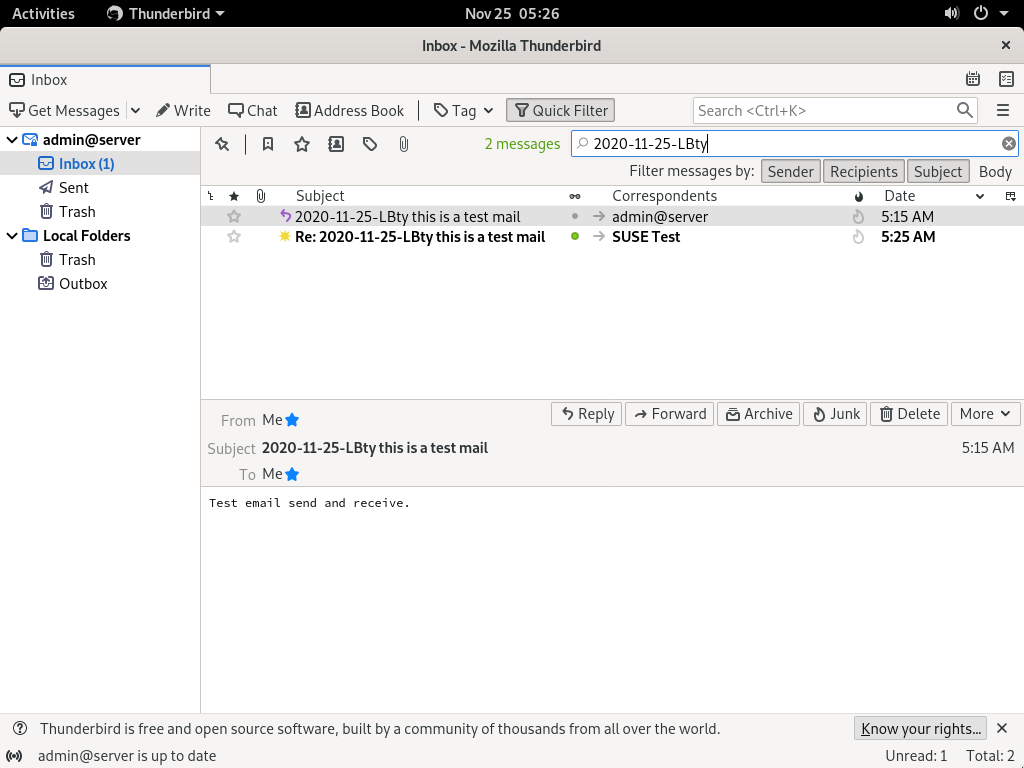 Activities Thunderbird Nov 25 05:26
Inbox - Mozilla Thunderbird
Inbox
Get Messages Write Chat Address Book Tag Quick Filter Search <Ctrl+K>
admin@server
Inbox (1)
Sent
Trash
Local Folders
Trash
Outbox
2 messages 2020-11-25-LBty
Filter messages by: Sender Recipients Subject Body
Subject Correspondents Date
2020-11-25-LBty this is a test mail admin@server 5:15 AM
Re: 2020-11-25-LBty this is a test mail SUSE Test 5:25 AM
From Me Reply Forward Archive Junk Delete More
Subject 2020-11-25-LBty this is a test mail 5:15 AM
To Me
Test email send and receive.
Thunderbird is free and open source software, built by a community of thousands from all over the world. Know your rights...
admin@server is up to date Unread: 1 Total: 2